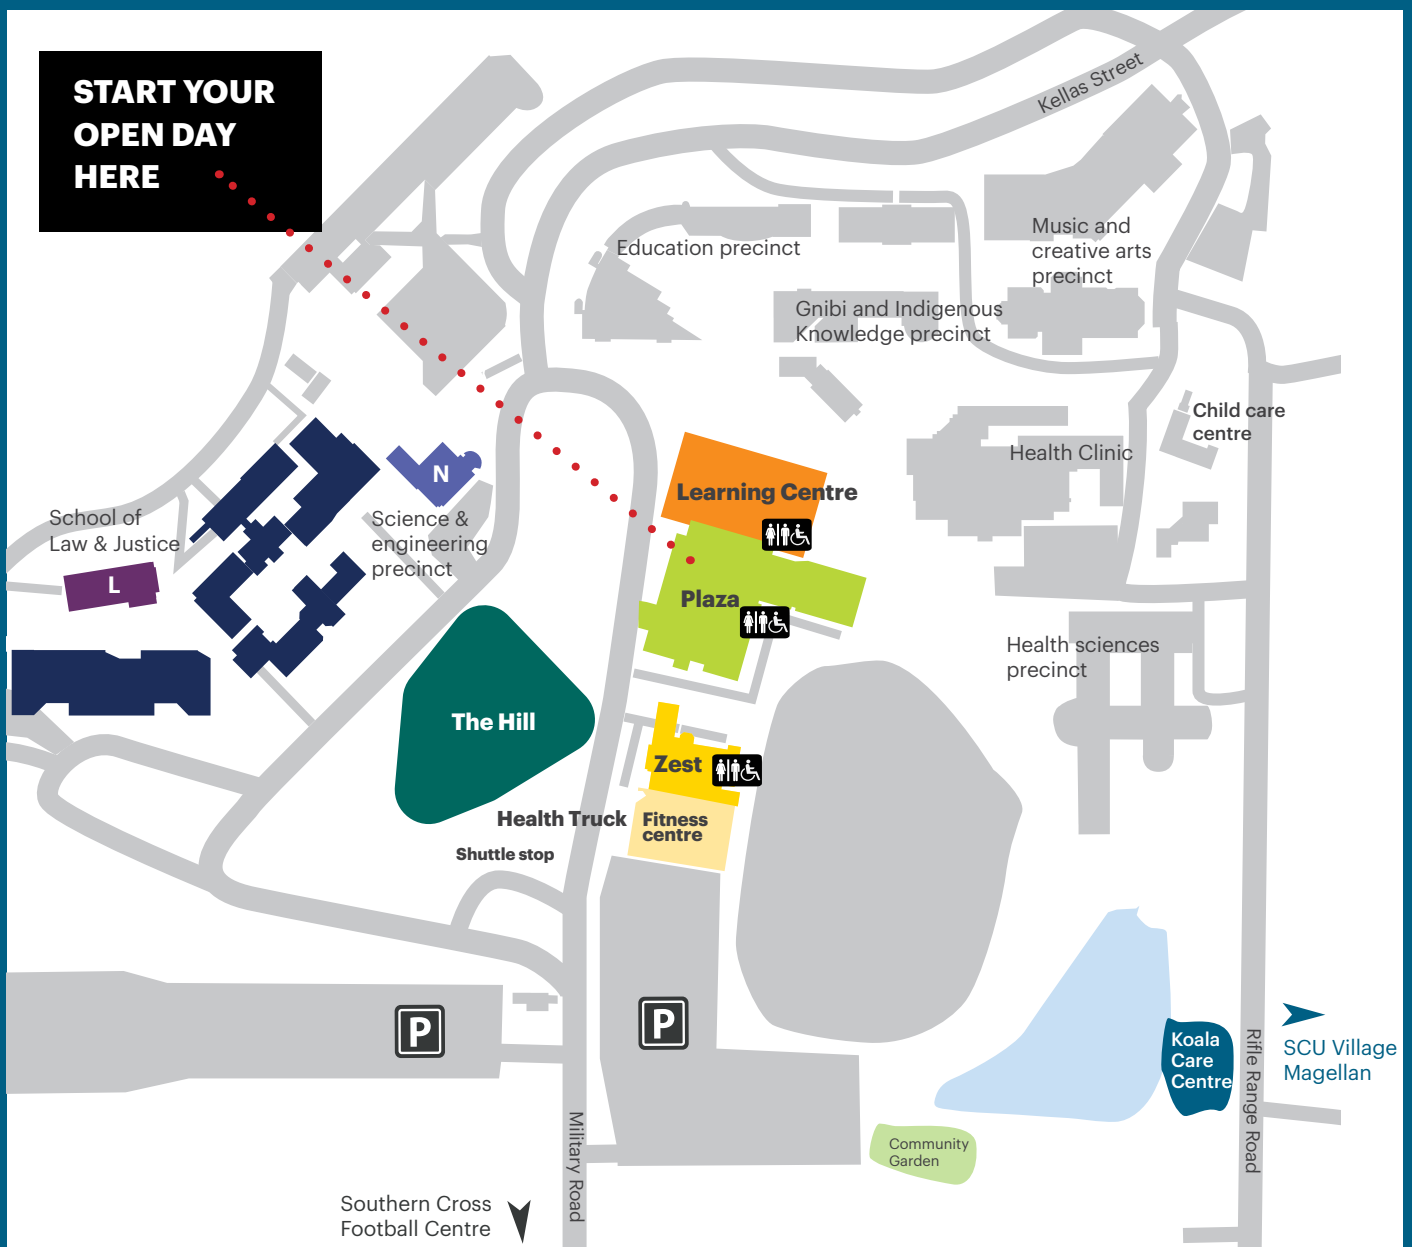 START YOUR
OPEN DAY
HERE
Kellas Street
Education precinct
Music and
creative arts
precinct
Gnibi and Indigenous
Knowledge precinct
Child care
centre
Health Clinic
N
Learning Centre
School of
Law & Justice
Science &
engineering
precinct
L
Plaza
Health sciences
precinct
The Hill
Zest
Health Truck
Fitness
centre
Shuttle stop
P
P
Koala
Care
Centre
SCU Village
Magellan
Rifle Range Road
Military Road
Community
Garden
Southern Cross
Football Centre